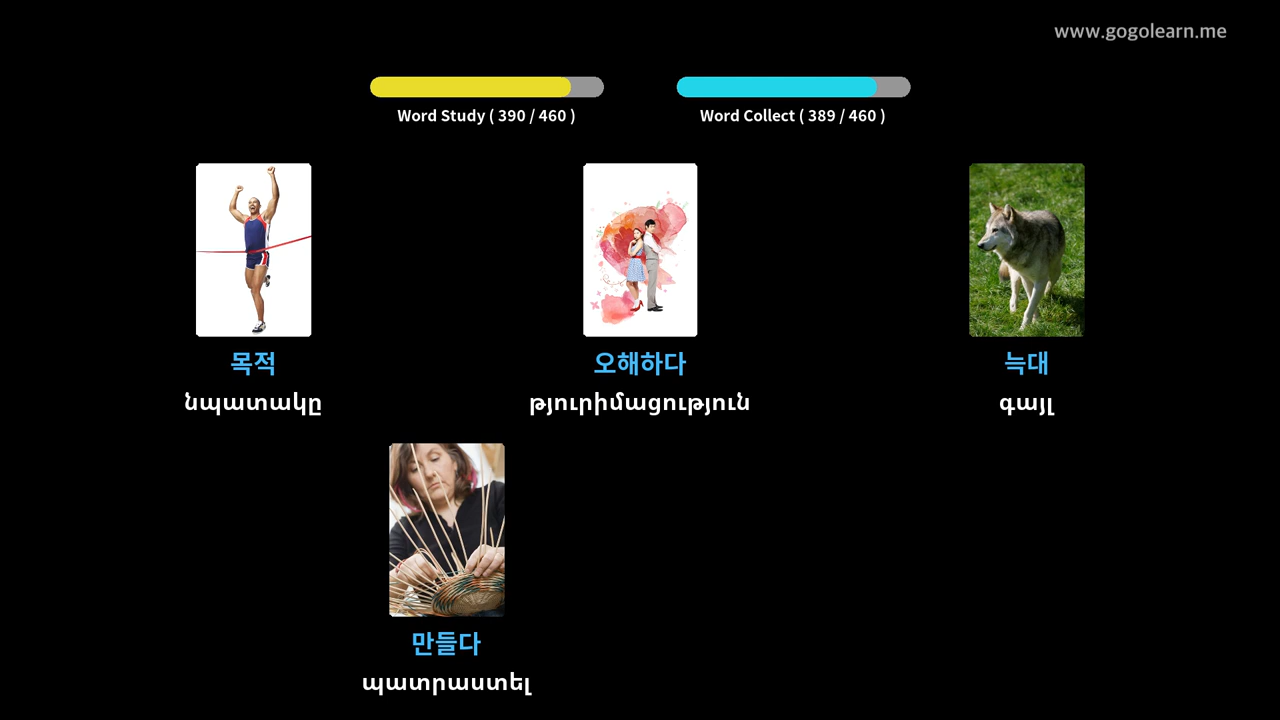 www.gogolearn.me
Word Study ( 390 / 460 )
Word Collect ( 389 / 460 )
목적
նպատակը
오해하다
թյուրիմացություն
늑대
գայլ
만들다
պատրաստել